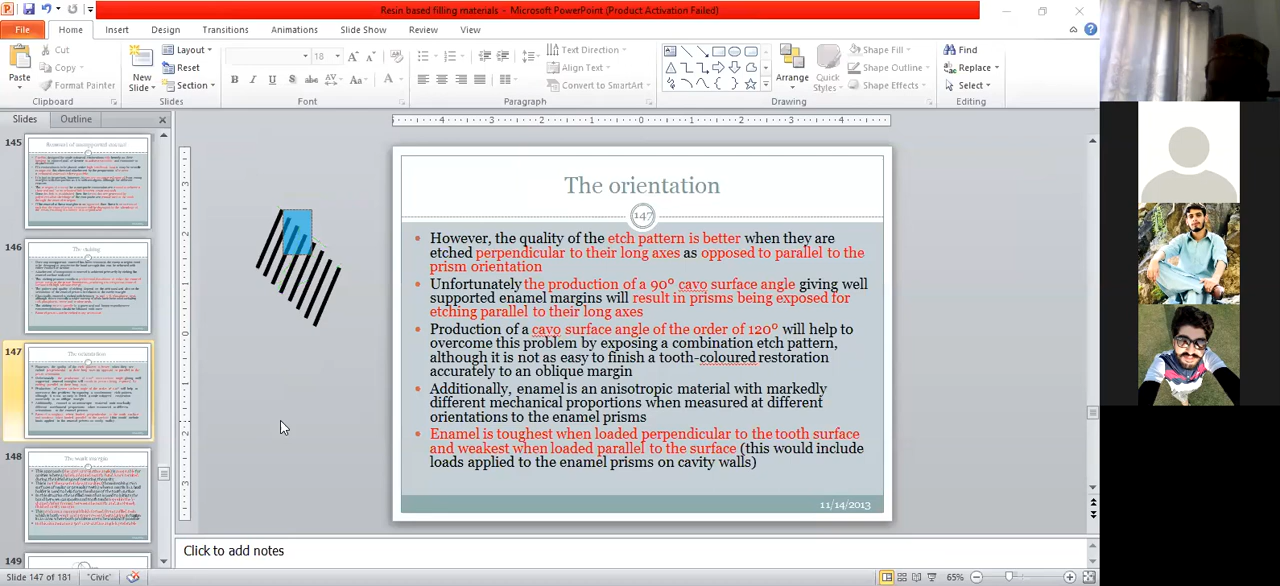 Resin based filling materials - Microsoft PowerPoint (Product Activation Failed)
File Home Insert Design Transitions Animations Slide Show Review View
Cut
Copy
Format Painter
Paste
Clipboard
New
Slide
Layout
Reset
Section
Slides
18
Font
Text Direction
Align Text
Convert to SmartArt
Paragraph
Arrange
Quick
Styles
Shape Fill
Shape Outline
Shape Effects
Drawing
Find
Replace
Select
Editing
Slides Outline
145
146
The etching
147
The orientation
148
The weak margin
149
The orientation
147
However, the quality of the etch pattern is better when they are
etched perpendicular to their long axes as opposed to parallel to the
prism orientation
Unfortunately the production of a 90° cavo surface angle giving well
supported enamel margins will result in prisms being exposed for
etching parallel to their long axes
Production of a cavo surface angle of the order of 120° will help to
overcome this problem by exposing a combination etch pattern,
although it is not as easy to finish a tooth-coloured restoration
accurately to an oblique margin
Additionally, enamel is an anisotropic material with markedly
different mechanical proportions when measured at different
orientations to the enamel prisms
Enamel is toughest when loaded perpendicular to the tooth surface
and weakest when loaded parallel to the surface (this would include
loads applied to the enamel prisms on cavity walls)
11/14/2013
Click to add notes
Slide 147 of 181 "Civic" 65%